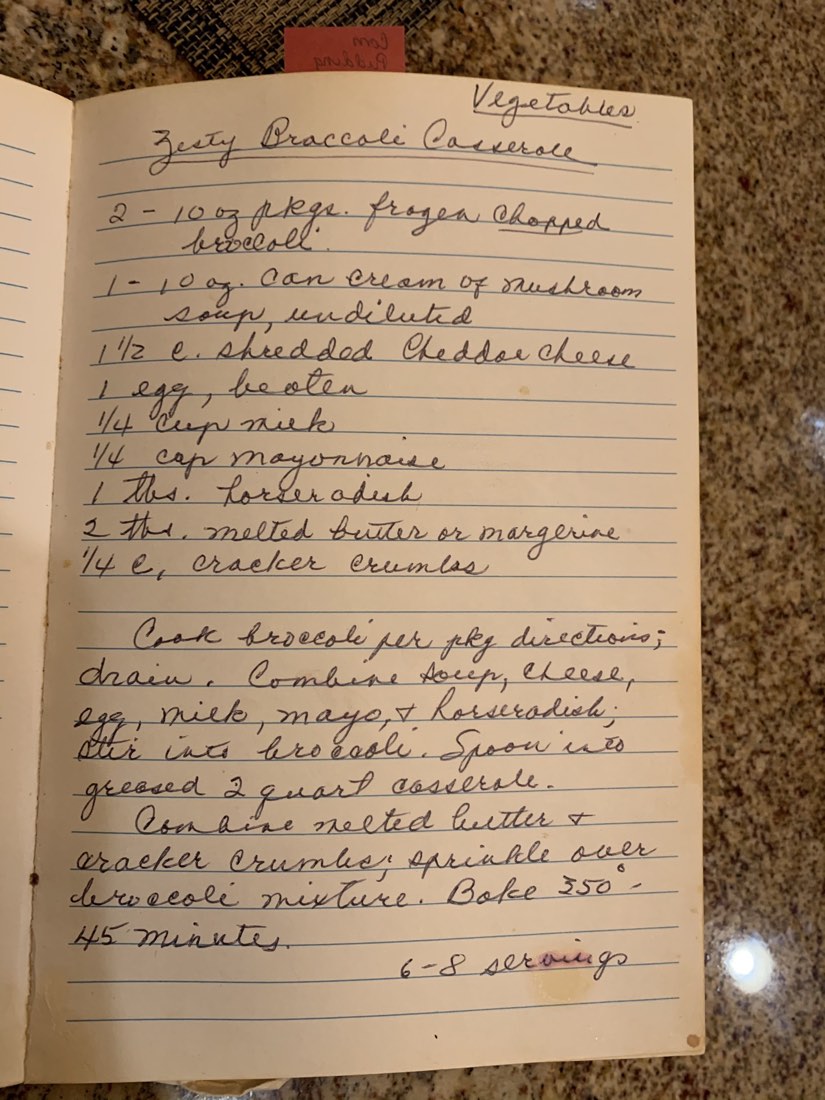 Corn
Pudding
Vegetables
Zesty Broccoli Casserole
2 - 10 oz pkgs. frozen chopped
broccoli.
1 - 10 oz. can cream of mushroom
soup, undiluted
1 1/2 c. shredded Cheddar cheese
1 egg, beaten
1/4 cup milk
1/4 cup mayonnaise
1 tbs. horseradish
2 tbs. melted butter or margerine
1/4 c. cracker crumbs
Cook broccoli per pkg directions;
drain. Combine soup, cheese,
egg, milk, mayo, & horseradish;
stir into broccoli. Spoon into
greased 2 quart casserole.
Combine melted butter &
cracker crumbs; sprinkle over
broccoli mixture. Bake 350° -
45 minutes.
6-8 servings